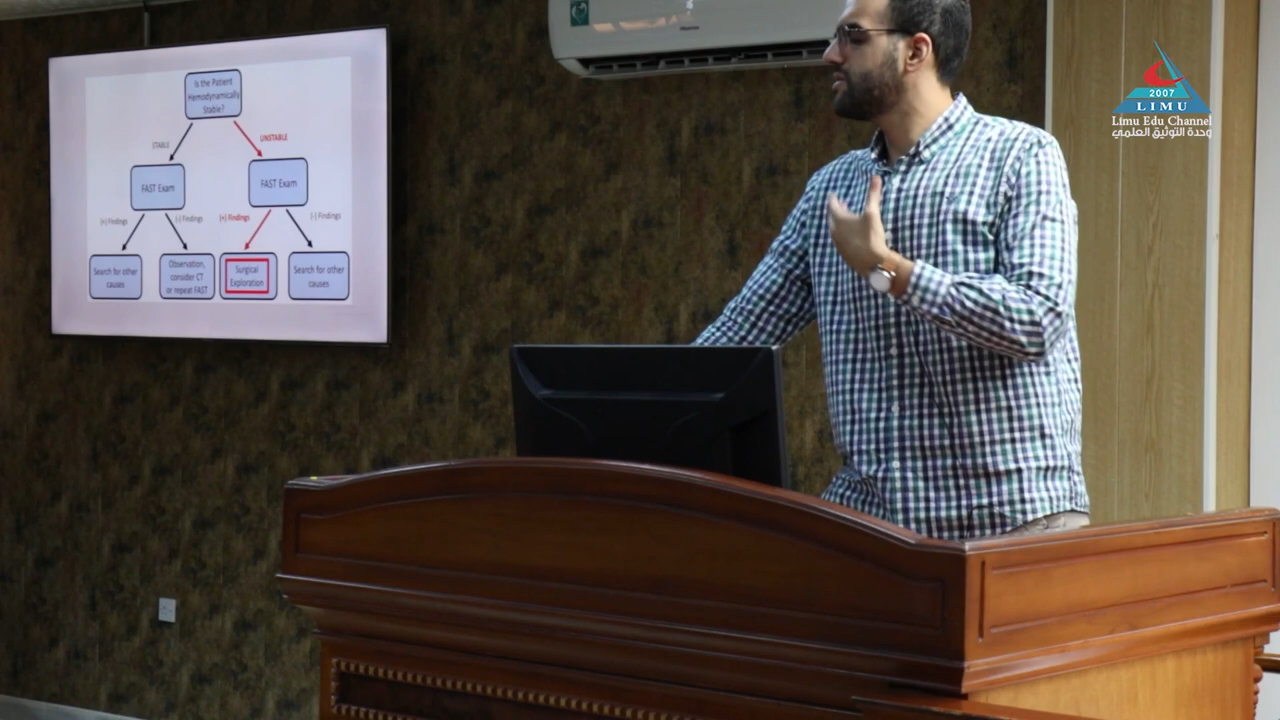 Is the Patient
Hemodynamically
Stable?
STABLE
UNSTABLE
FAST Exam
FAST Exam
(+) Findings
(-) Findings
(+) Findings
(-) Findings
Search for other
causes
Observation,
consider CT
or repeat FAST
Surgical
Exploration
Search for other
causes
2007
LIMU
Limu Edu Channel
وحدة التوثيق العلمي